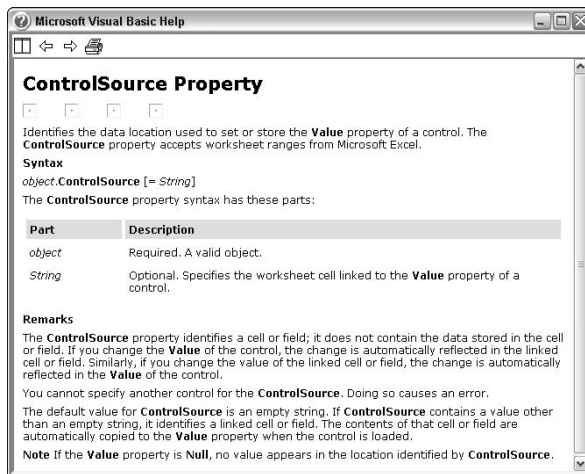 Microsoft Visual Basic Help
ControlSource Property
Identifies the data location used to set or store the Value property of a control. The
ControlSource property accepts worksheet ranges from Microsoft Excel.
Syntax
object.ControlSource [= String]
The ControlSource property syntax has these parts:
Part Description
object Required. A valid object.
String Optional. Specifies the worksheet cell linked to the Value property of a
control.
Remarks
The ControlSource property identifies a cell or field; it does not contain the data stored in the cell
or field. If you change the Value of the control, the change is automatically reflected in the linked
cell or field. Similarly, if you change the value of the linked cell or field, the change is automatically
reflected in the Value of the control.
You cannot specify another control for the ControlSource. Doing so causes an error.
The default value for ControlSource is an empty string. If ControlSource contains a value other
than an empty string, it identifies a linked cell or field. The contents of that cell or field are
automatically copied to the Value property when the control is loaded.
Note If the Value property is Null, no value appears in the location identified by ControlSource.